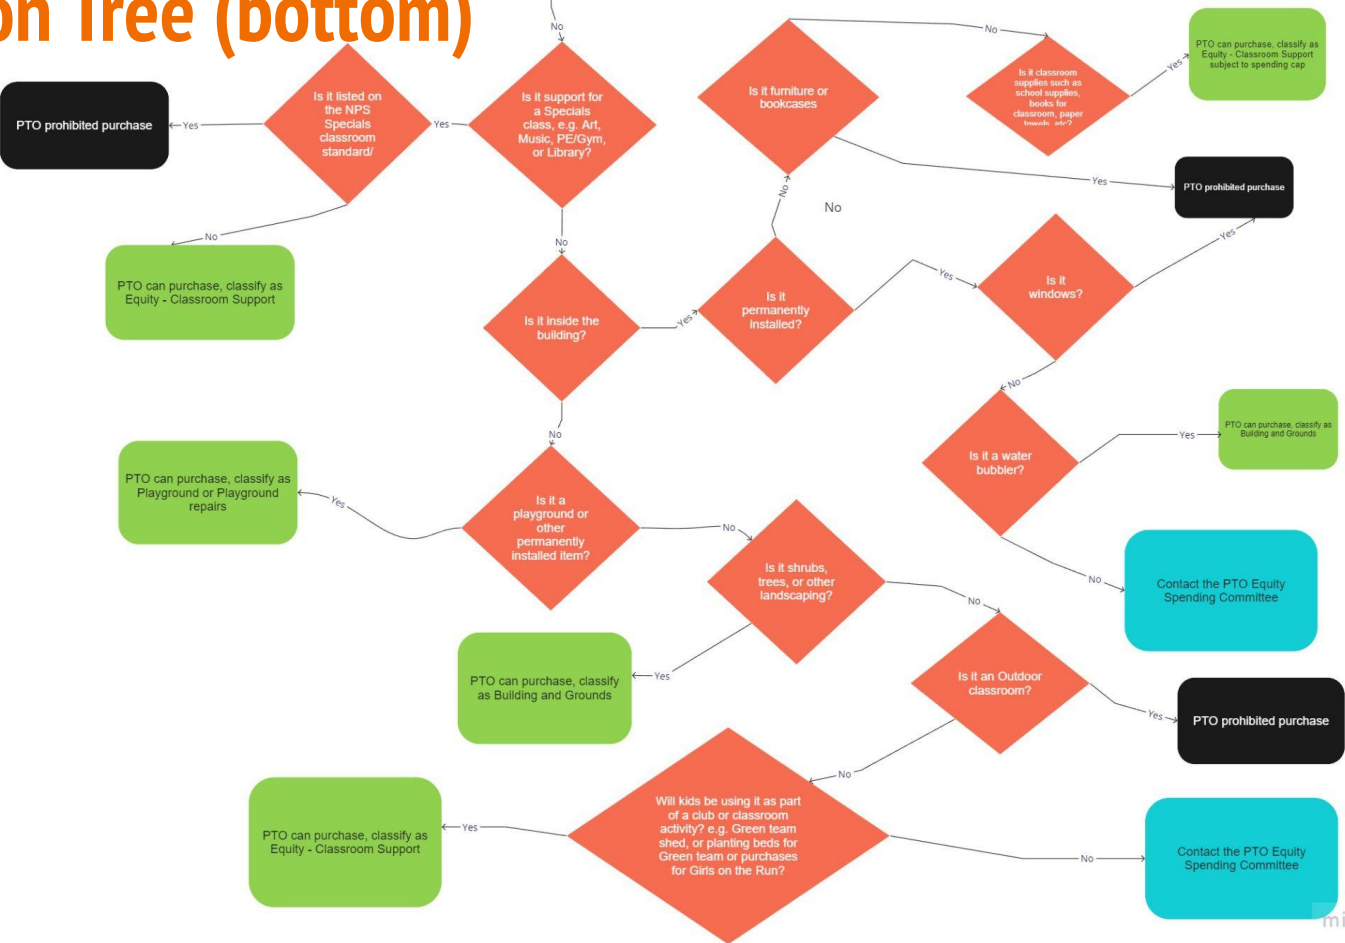 on Tree (bottom)
No
Is it listed on
the NPS
Specials
classroom
standard/
Is it support for
a Specials
class, e.g. Art,
Music, PE/Gym,
or Library?
Is it furniture or
bookcases
No
Is it classroom
supplies such as
school supplies,
books for
classroom, paper
towels, etc?
Yes
PTO can purchase, classify as
Equity - Classroom Support
subject to spending cap
PTO prohibited purchase
Yes
Yes
Yes
PTO prohibited purchase
No
No
No
No
PTO can purchase, classify as
Equity - Classroom Support
Is it inside the
building?
Yes
Is it
permanently
installed?
Yes
Is it
windows?
Yes
No
No
PTO can purchase, classify as
Playground or Playground
repairs
Yes
Is it a
playground or
other
permanently
installed item?
No
Is it a water
bubbler?
Yes
PTO can purchase, classify as
Building and Grounds
Is it shrubs,
trees, or other
landscaping?
No
Contact the PTO Equity
Spending Committee
No
PTO can purchase, classify
as Building and Grounds
Yes
Is it an Outdoor
classroom?
Yes
PTO prohibited purchase
No
PTO can purchase, classify as
Equity - Classroom Support
Yes
Will kids be using it as part
of a club or classroom
activity? e.g. Green team
shed, or planting beds for
Green team or purchases
for Girls on the Run?
No
Contact the PTO Equity
Spending Committee
mi